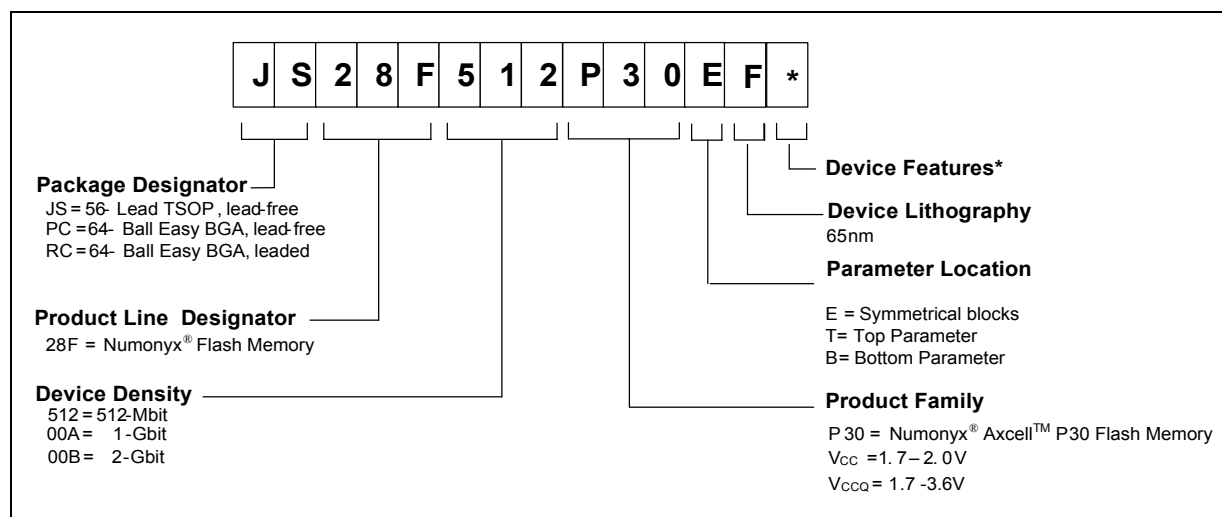 J S 2 8 F 5 1 2 P 3 0 E F *
Package Designator
JS = 56- Lead TSOP, lead-free
PC = 64- Ball Easy BGA, lead-free
RC = 64- Ball Easy BGA, leaded
Product Line Designator
28F = Numonyx® Flash Memory
Device Density
512 = 512-Mbit
00A = 1-Gbit
00B = 2-Gbit
Device Features*
Device Lithography
65nm
Parameter Location
E = Symmetrical blocks
T= Top Parameter
B= Bottom Parameter
Product Family
P30 = Numonyx® Axcell™ P30 Flash Memory
VCC =1.7–2.0V
VCCQ = 1.7 -3.6V